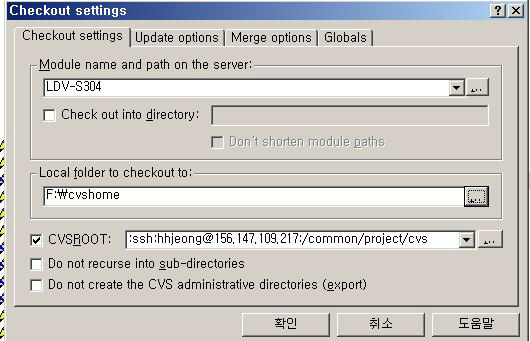 Checkout settings
Checkout settings Update options Merge options Globals
Module name and path on the server:
LDV-S304
...
Check out into directory:
Don't shorten module paths
Local folder to checkout to:
F:₩cvshome
...
CVSROOT: :ssh:hhjeong@156,147,109,217:/common/project/cvs
...
Do not recurse into sub-directories
Do not create the CVS administrative directories (export)
확인 취소 도움말